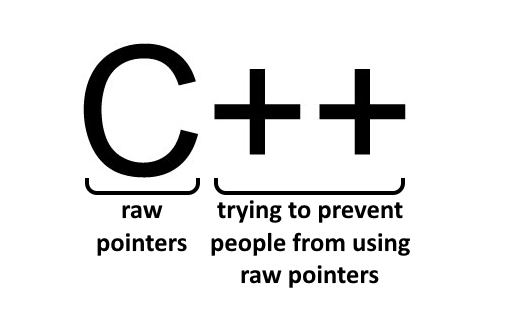 C++
raw
pointers
trying to prevent
people from using
raw pointers